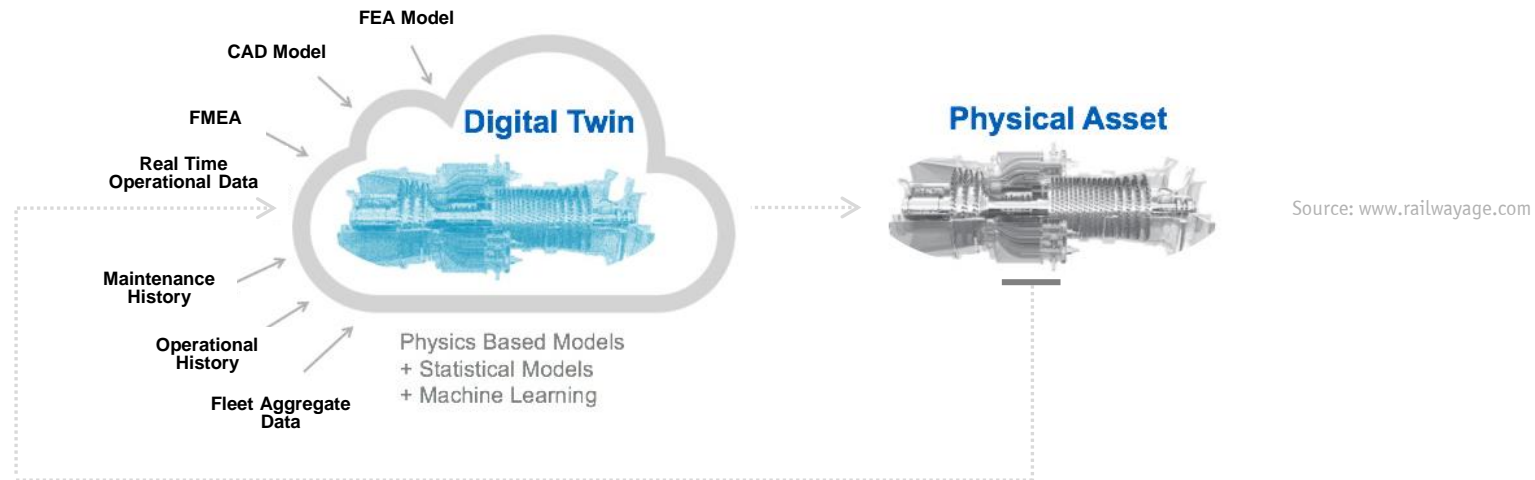 FEA Model
CAD Model
FMEA
Real Time
Operational Data
Maintenance
History
Operational
History
Fleet Aggregate
Data
Digital Twin
Physics Based Models
+ Statistical Models
+ Machine Learning
Physical Asset
Source: www.railwayage.com